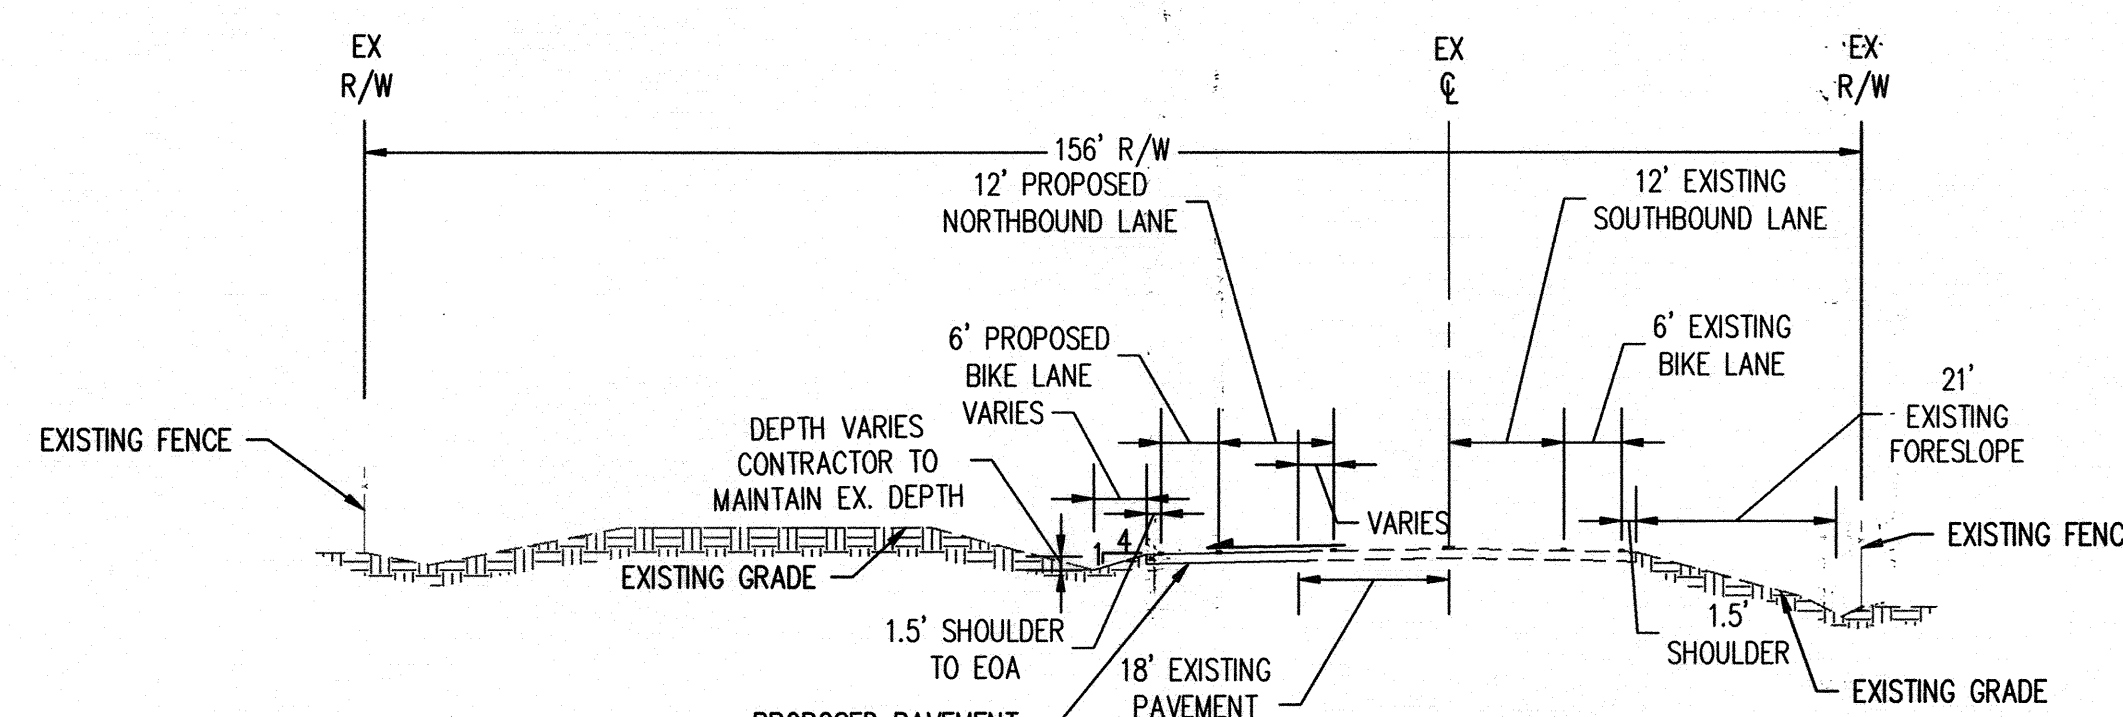 EX
R/W
EX
℄
EX
R/W
156' R/W
12' PROPOSED
NORTHBOUND LANE
12' EXISTING
SOUTHBOUND LANE
6' PROPOSED
BIKE LANE
VARIES
6' EXISTING
BIKE LANE
21'
EXISTING
FORESLOPE
EXISTING FENCE
DEPTH VARIES
CONTRACTOR TO
MAINTAIN EX. DEPTH
VARIES
EXISTING FENC
1
4
EXISTING GRADE
1.5' SHOULDER
TO EOA
18' EXISTING
PAVEMENT
1.5'
SHOULDER
EXISTING GRADE
PROPOSED PAVEMENT